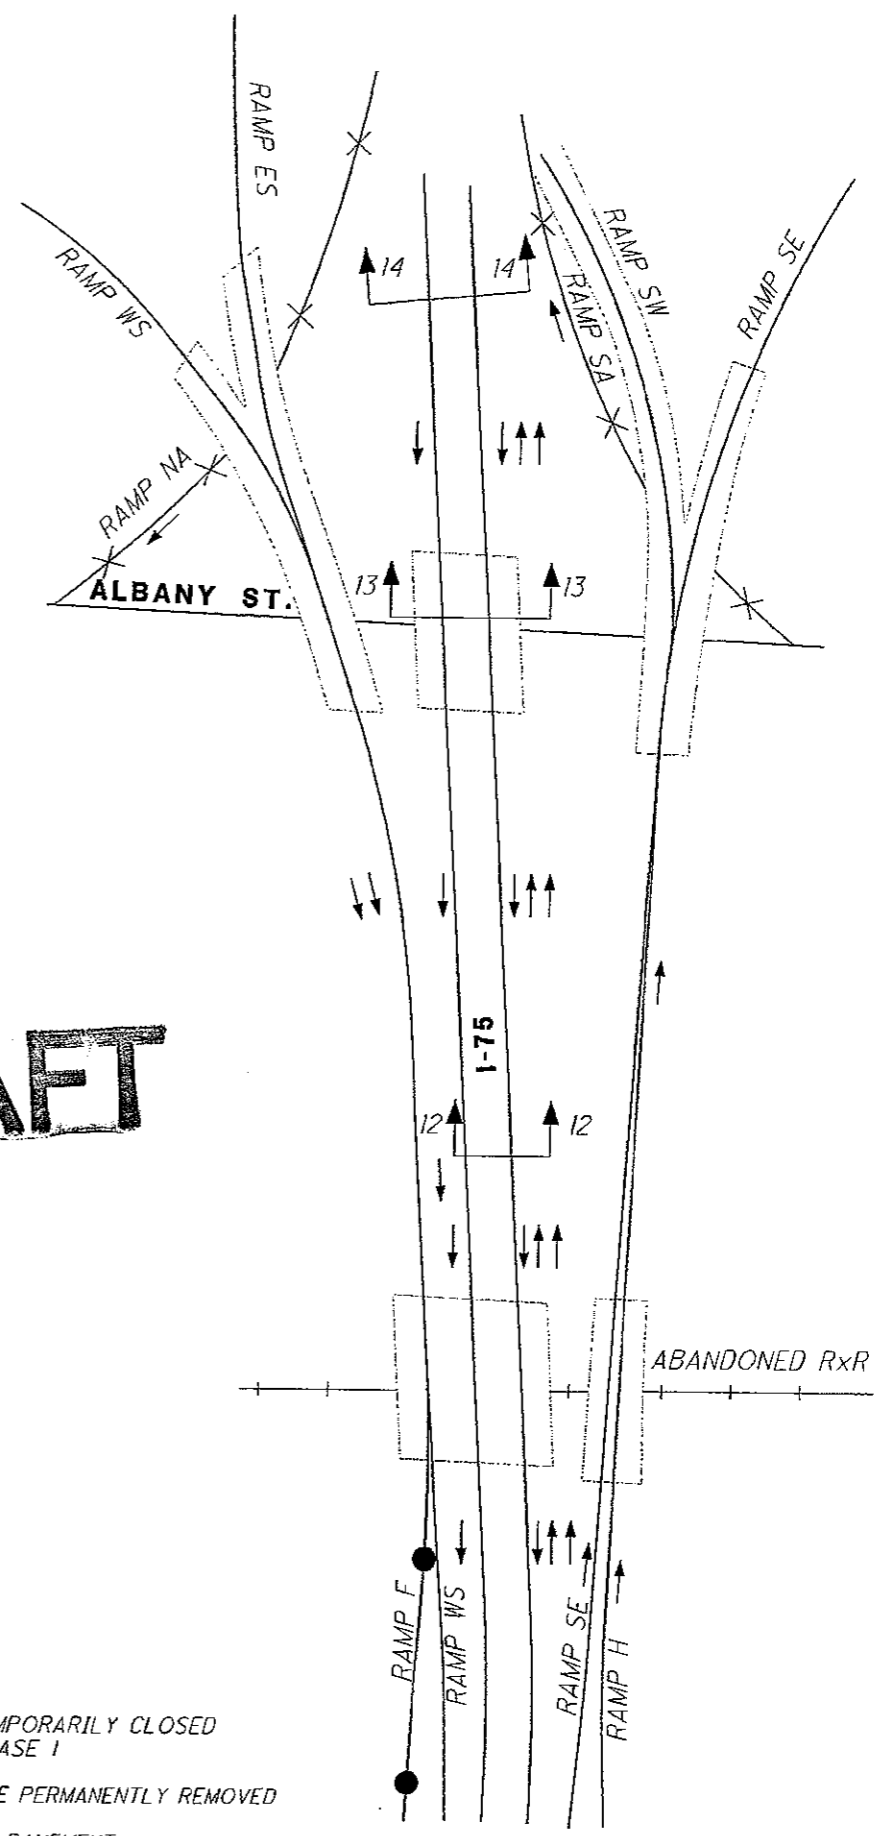 RAMP ES
RAMP WS
RAMP SW
RAMP SE
14 14
RAMP SA
RAMP NA
ALBANY ST.
13 13
I-75
12 12
ABANDONED RxR
RAMP F
RAMP WS
RAMP SE
RAMP H
MPORARILY CLOSED
ASE I
E PERMANENTLY REMOVED